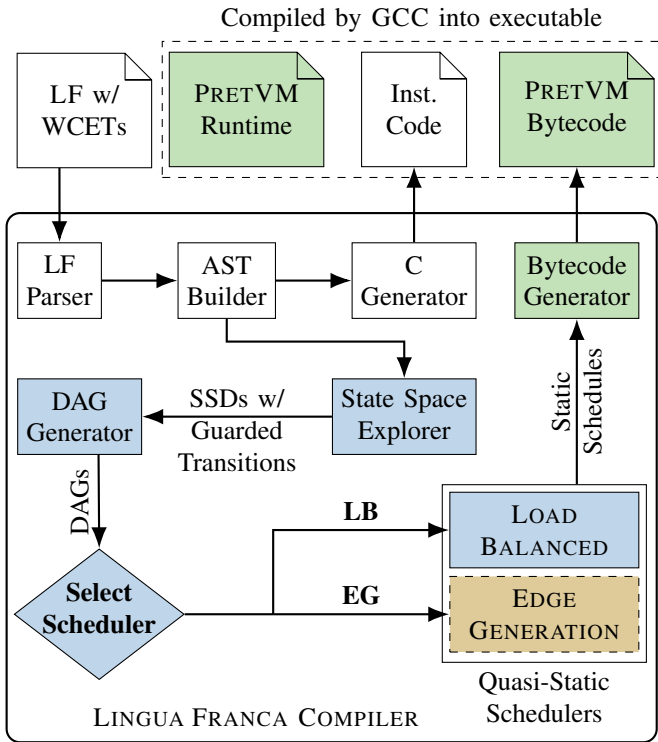 Compiled by GCC into executable
LF w/
WCETs
PRETVM
Runtime
Inst.
Code
PRETVM
Bytecode
LF
Parser
AST
Builder
C
Generator
Bytecode
Generator
DAG
Generator
SSDs w/
Guarded
Transitions
State Space
Explorer
Static
Schedules
DAGs
Select
Scheduler
LB
EG
LOAD
BALANCED
EDGE
GENERATION
Quasi-Static
Schedulers
LINGUA FRANCA COMPILER